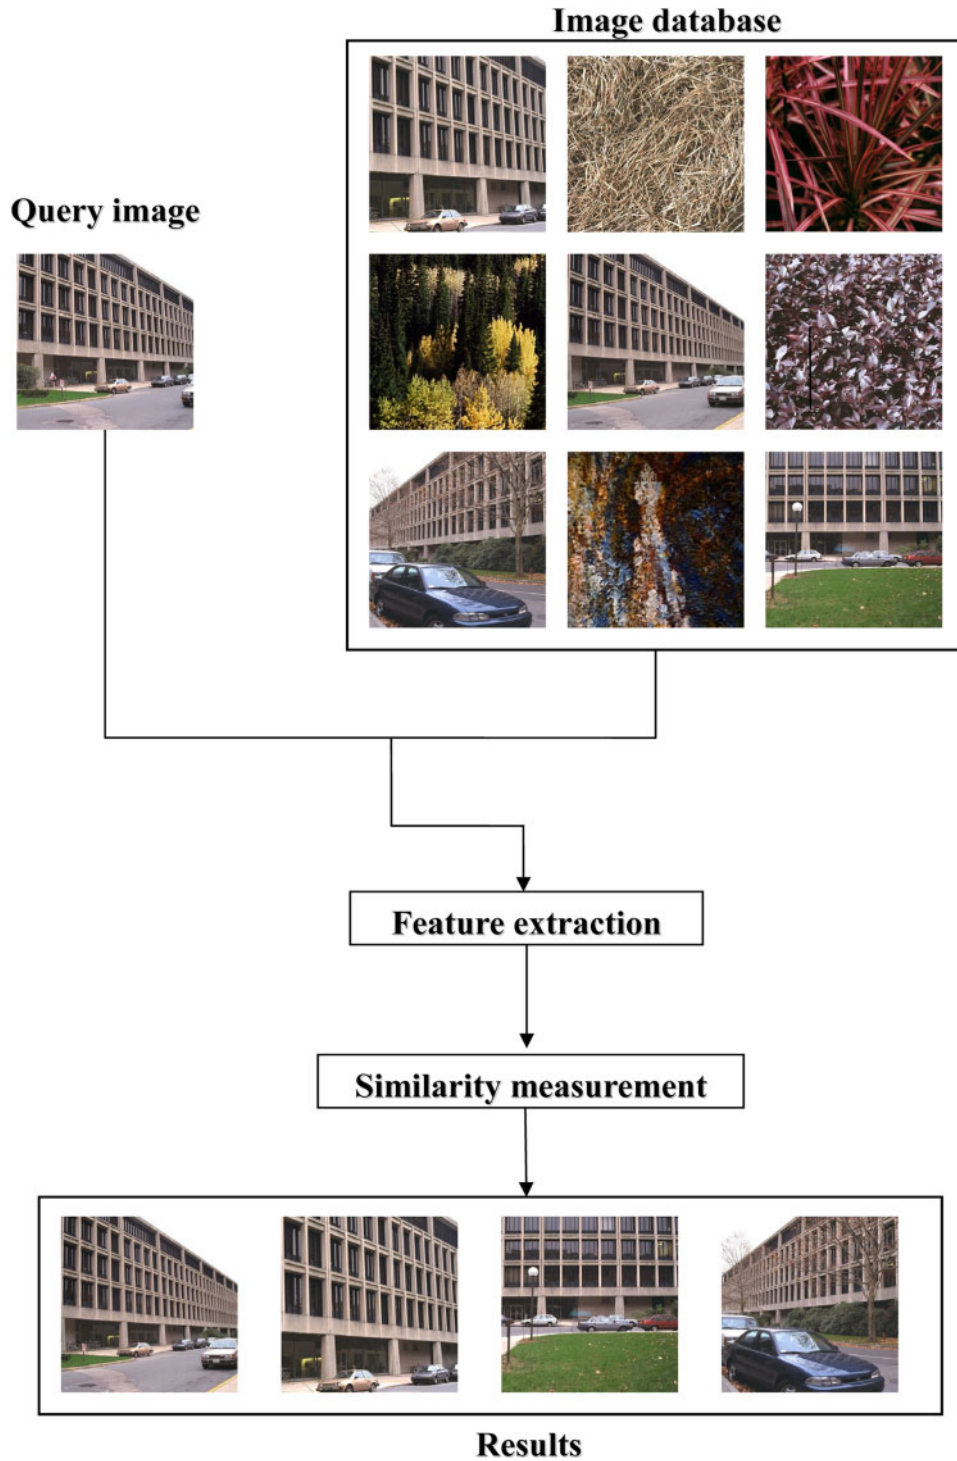 Image database
Query image
Feature extraction
Similarity measurement
Results